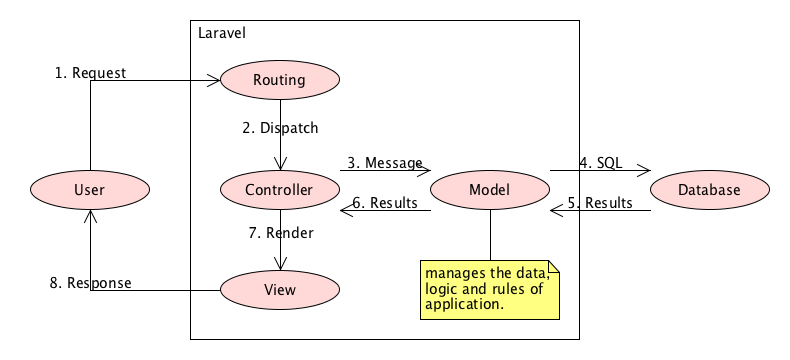 Laravel
1. Request
Routing
2. Dispatch
3. Message
4. SQL
User
Controller
Model
Database
6. Results
5. Results
7. Render
manages the data,
logic and rules of
application.
8. Response
View